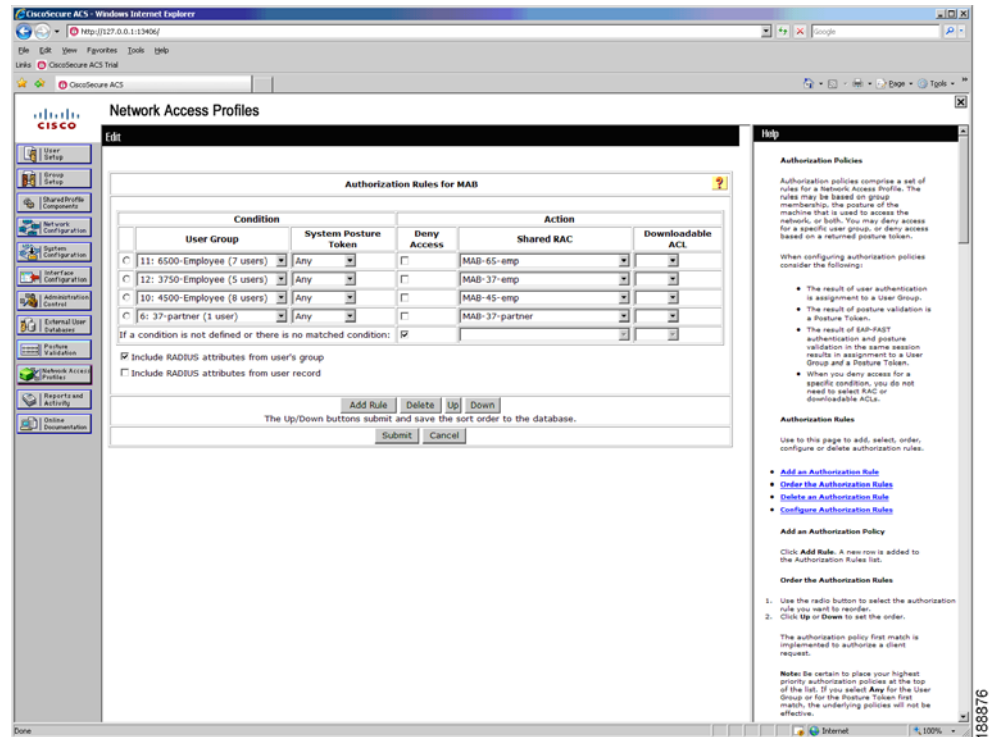 CiscoSecure ACS - Windows Internet Explorer
http://127.0.0.1:13406/
Google
File Edit View Favorites Tools Help
Links CiscoSecure ACS Trial
CiscoSecure ACS
Page Tools
CISCO
Network Access Profiles
Edit
User Setup
Group Setup
Shared Profile Components
Network Configuration
System Configuration
Interface Configuration
Administration Control
External User Databases
Posture Validation
Network Access Profiles
Reports and Activity
Online Documentation
Authorization Rules for MAB
?
Condition Action
User Group System Posture Token Deny Access Shared RAC Downloadable ACL
11: 6500-Employee (7 users) Any MAB-65-emp
12: 3750-Employee (5 users) Any MAB-37-emp
10: 4500-Employee (8 users) Any MAB-45-emp
6: 37-partner (1 user) Any MAB-37-partner
If a condition is not defined or there is no matched condition:
Include RADIUS attributes from user's group
Include RADIUS attributes from user record
Add Rule Delete Up Down
The Up/Down buttons submit and save the sort order to the database.
Submit Cancel
Help
Authorization Policies
Authorization policies comprise a set of
rules for a Network Access Profile. The
rules may be based on group
membership, the posture of the
machine that is used to access the
network, or both. You may deny access
for a specific user group, or deny access
based on a returned posture token.
When configuring authorization policies
consider the following:
The result of user authentication
is assignment to a User Group.
The result of posture validation is
a Posture Token.
The result of EAP-FAST
authentication and posture
validation in the same session
results in assignment to a User
Group and a Posture Token.
When you deny access for a
specific condition, you do not
need to select RAC or
downloadable ACLs.
Authorization Rules
Use to this page to add, select, order,
configure or delete authorization rules.
Add an Authorization Rule
Order the Authorization Rules
Delete an Authorization Rule
Configure Authorization Rules
Add an Authorization Policy
Click Add Rule. A new row is added to
the Authorization Rules list.
Order the Authorization Rules
1. Use the radio button to select the authorization
rule you want to reorder.
2. Click Up or Down to set the order.
The authorization policy first match is
implemented to authorize a client
request.
Note: Be certain to place your highest
priority authorization policies at the top
of the list. If you select Any for the User
Group or for the Posture Token first
match, the underlying policies will not be
effective.
Done Internet 100%
188876